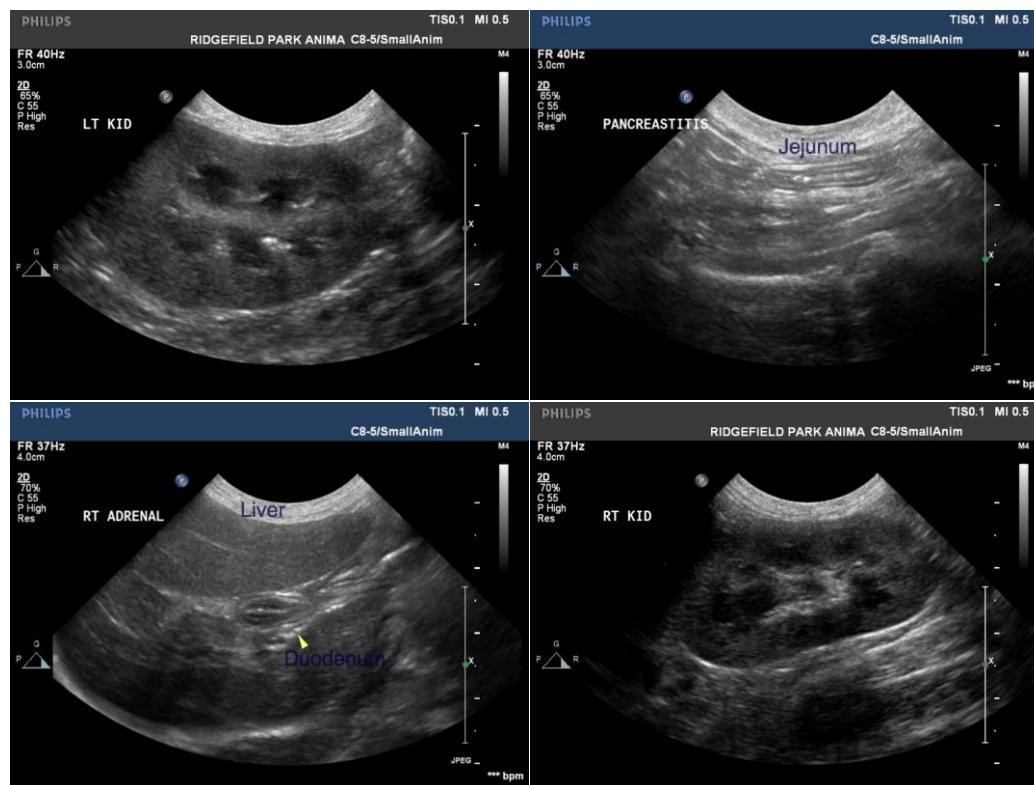 PHILIPS
TIS0.1 MI 0.5
RIDGEFIELD PARK ANIMA C8-5/SmallAnim
FR 40Hz
3.0cm
M4
2D
65%
C 55
P High
Res
P
LT KID
X
G
P R
PHILIPS
TIS0.1 MI 0.5
C8-5/SmallAnim
FR 40Hz
3.0cm
M4
2D
65%
C 55
P High
Res
P
PANCREASTITIS
Jejunum
X
G
P R
JPEG
*** bp
PHILIPS
TIS0.1 MI 0.5
C8-5/SmallAnim
FR 37Hz
4.0cm
M4
2D
70%
C 55
P High
Res
P
Liver
RT ADRENAL
Duodenum
X
G
P R
JPEG
*** bpm
PHILIPS
TIS0.1 MI 0.5
RIDGEFIELD PARK ANIMA C8-5/SmallAnim
FR 37Hz
4.0cm
M4
2D
70%
C 55
P High
Res
P
RT KID
X
G
P R